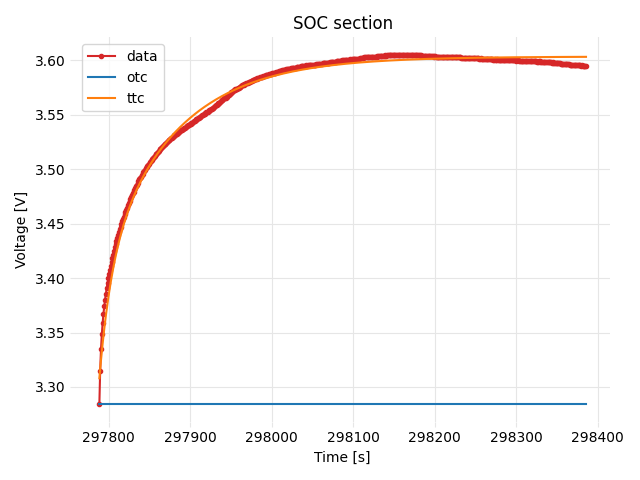 SOC section
data
otc
ttc
3.60
3.55
3.50
3.45
3.40
3.35
3.30
Voltage [V]
297800 297900 298000 298100 298200 298300 298400
Time [s]